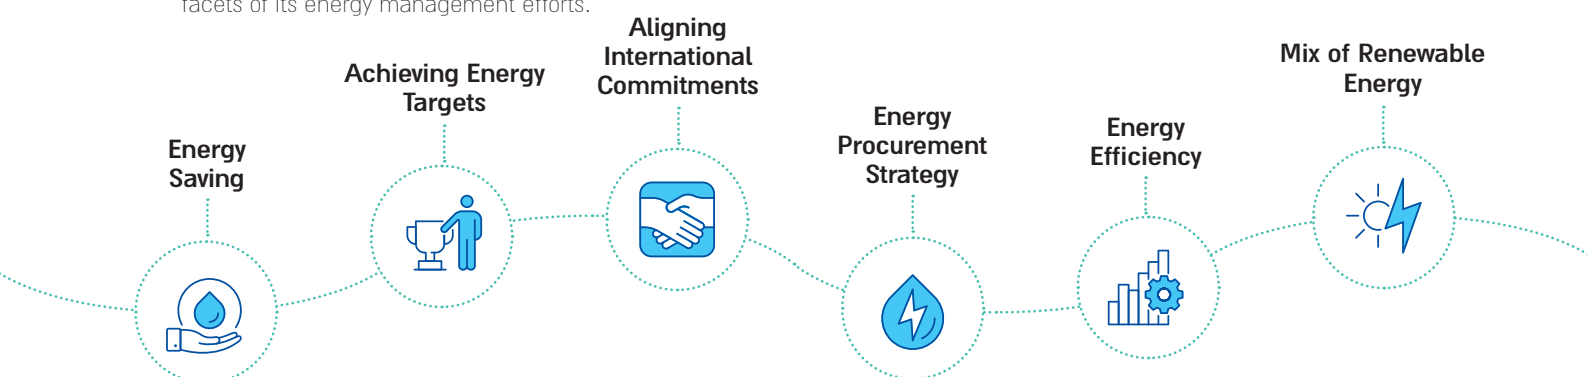 facets of its energy management efforts.
Energy
Saving
Achieving Energy
Targets
Aligning
International
Commitments
Energy
Procurement
Strategy
Energy
Efficiency
Mix of Renewable
Energy